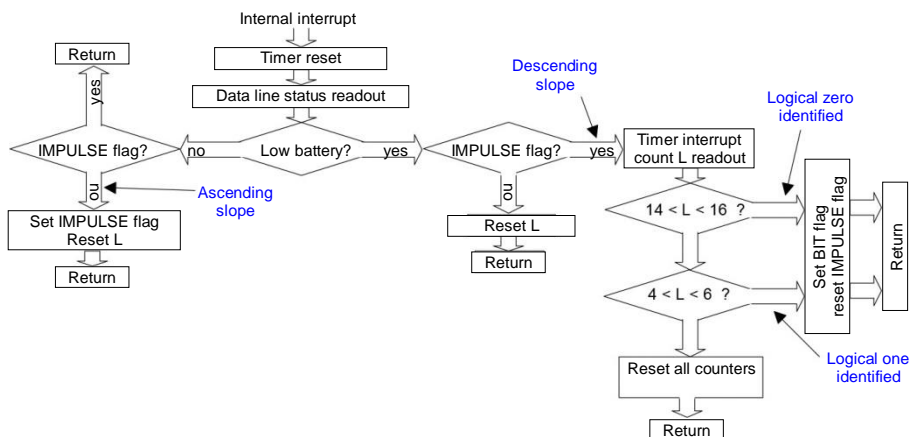 Internal interrupt
Timer reset
Data line status readout
Low battery?
no
yes
IMPULSE flag?
yes
Return
no
Ascending
slope
Set IMPULSE flag
Reset L
Return
IMPULSE flag?
yes
Descending
slope
no
Reset L
Return
Timer interrupt
count L readout
14 < L < 16 ?
Logical zero
identified
4 < L < 6 ?
Logical one
identified
Set BIT flag
reset IMPULSE flag
Return
Reset all counters
Return